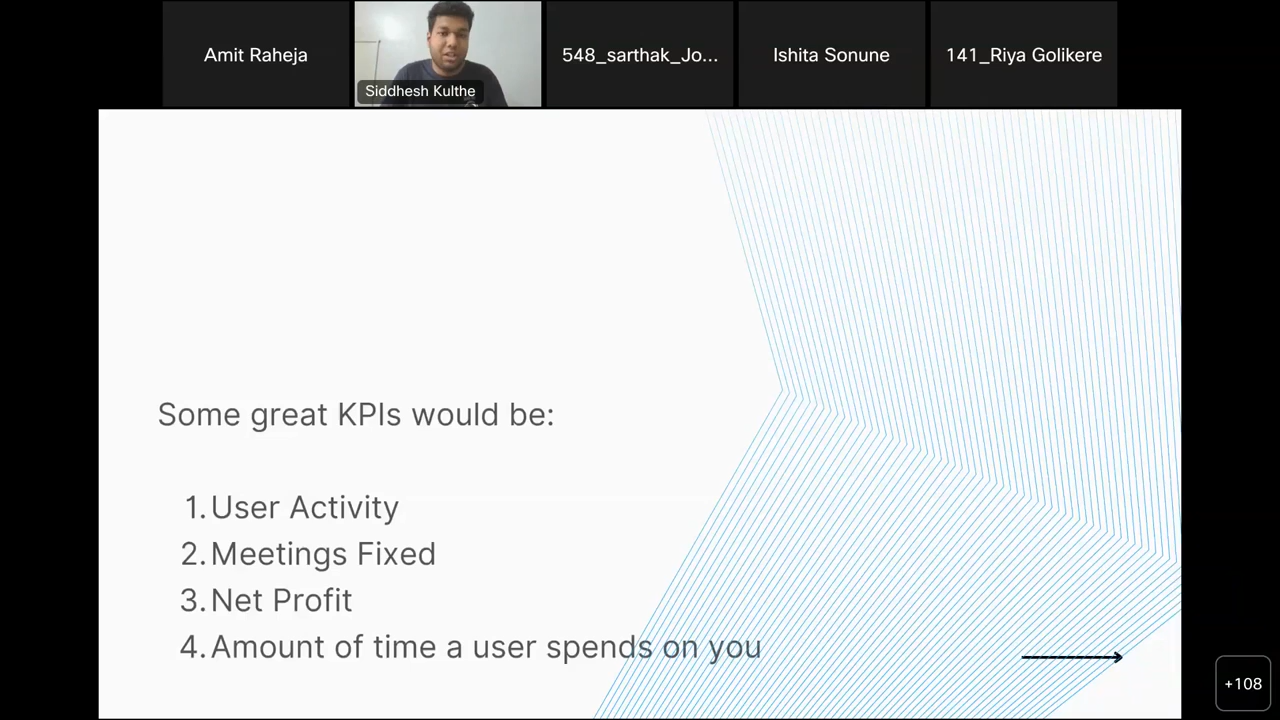 Amit Raheja
Siddhesh Kulthe
548_sarthak_Jo...
Ishita Sonune
141_Riya Golikere
Some great KPIs would be:
1. User Activity
2. Meetings Fixed
3. Net Profit
4. Amount of time a user spends on you
+108